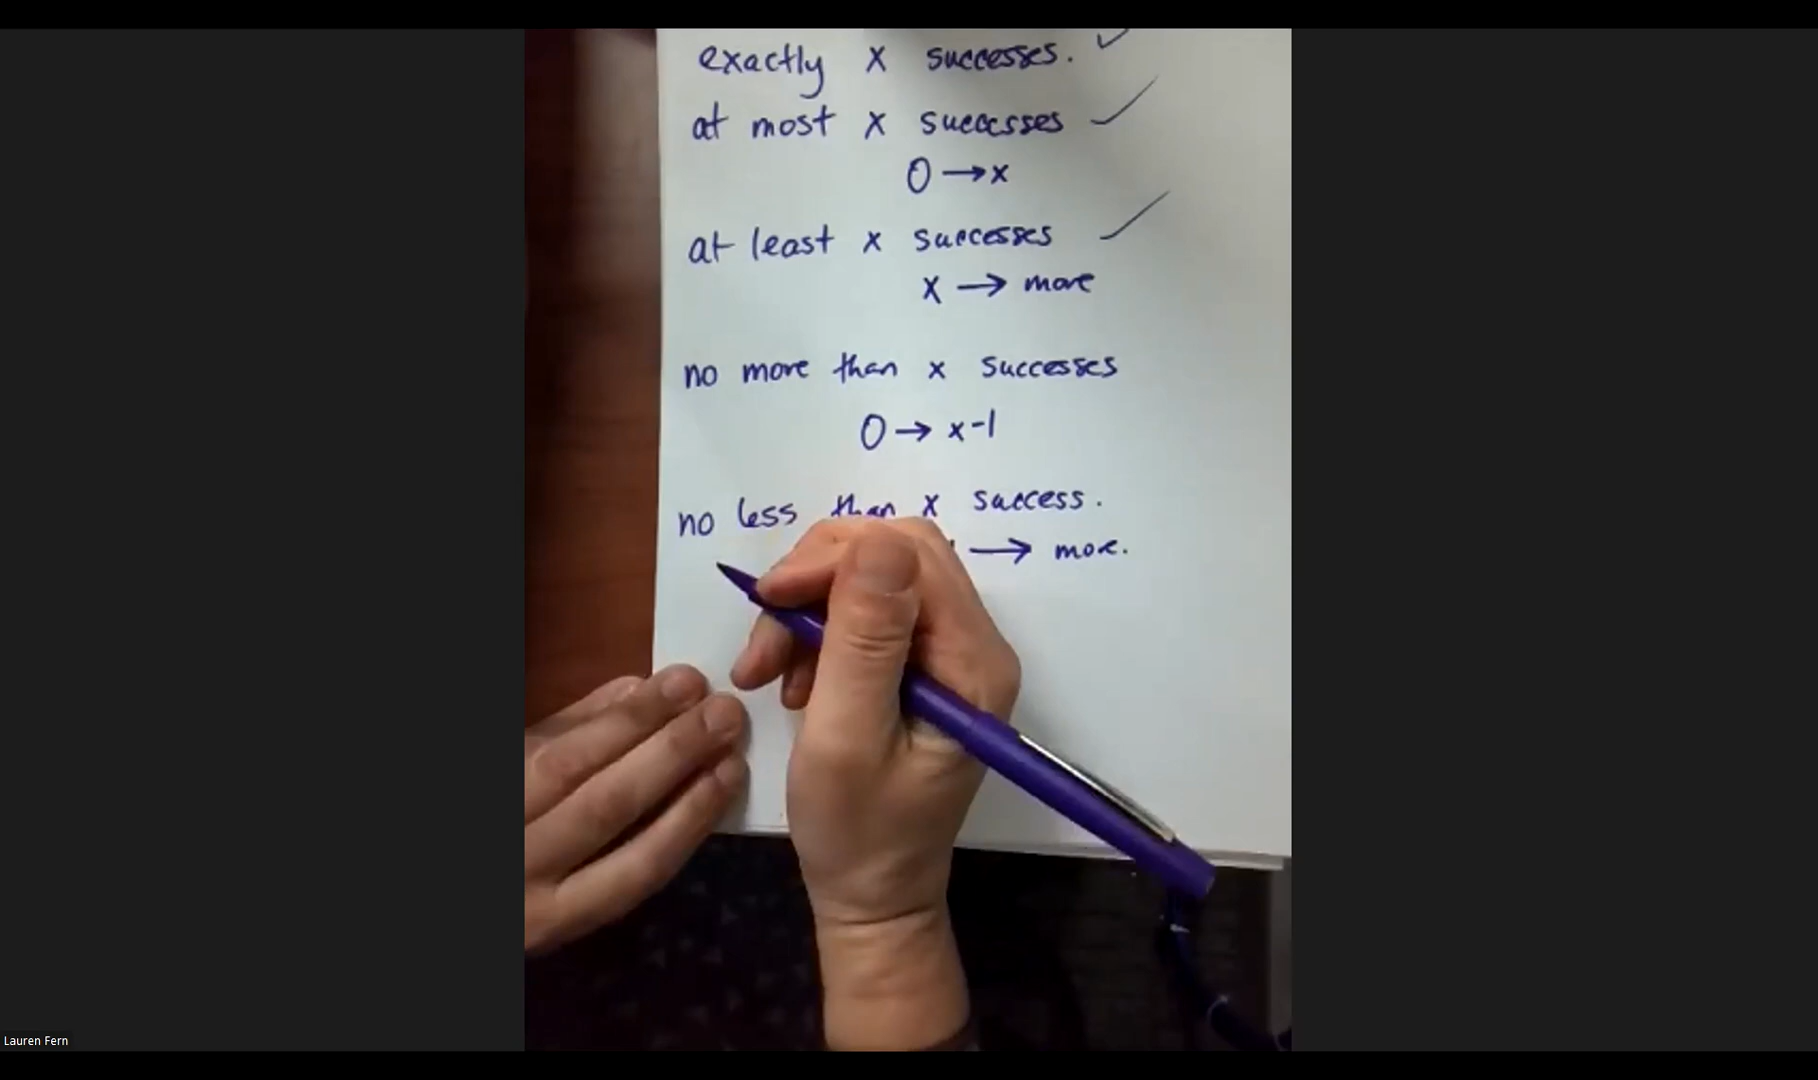 exactly x successes.
at most x successes
0 → x
at least x successes
x → more
no more than x successes
0 → x-1
no less than x success.
→ more.
Lauren Fern